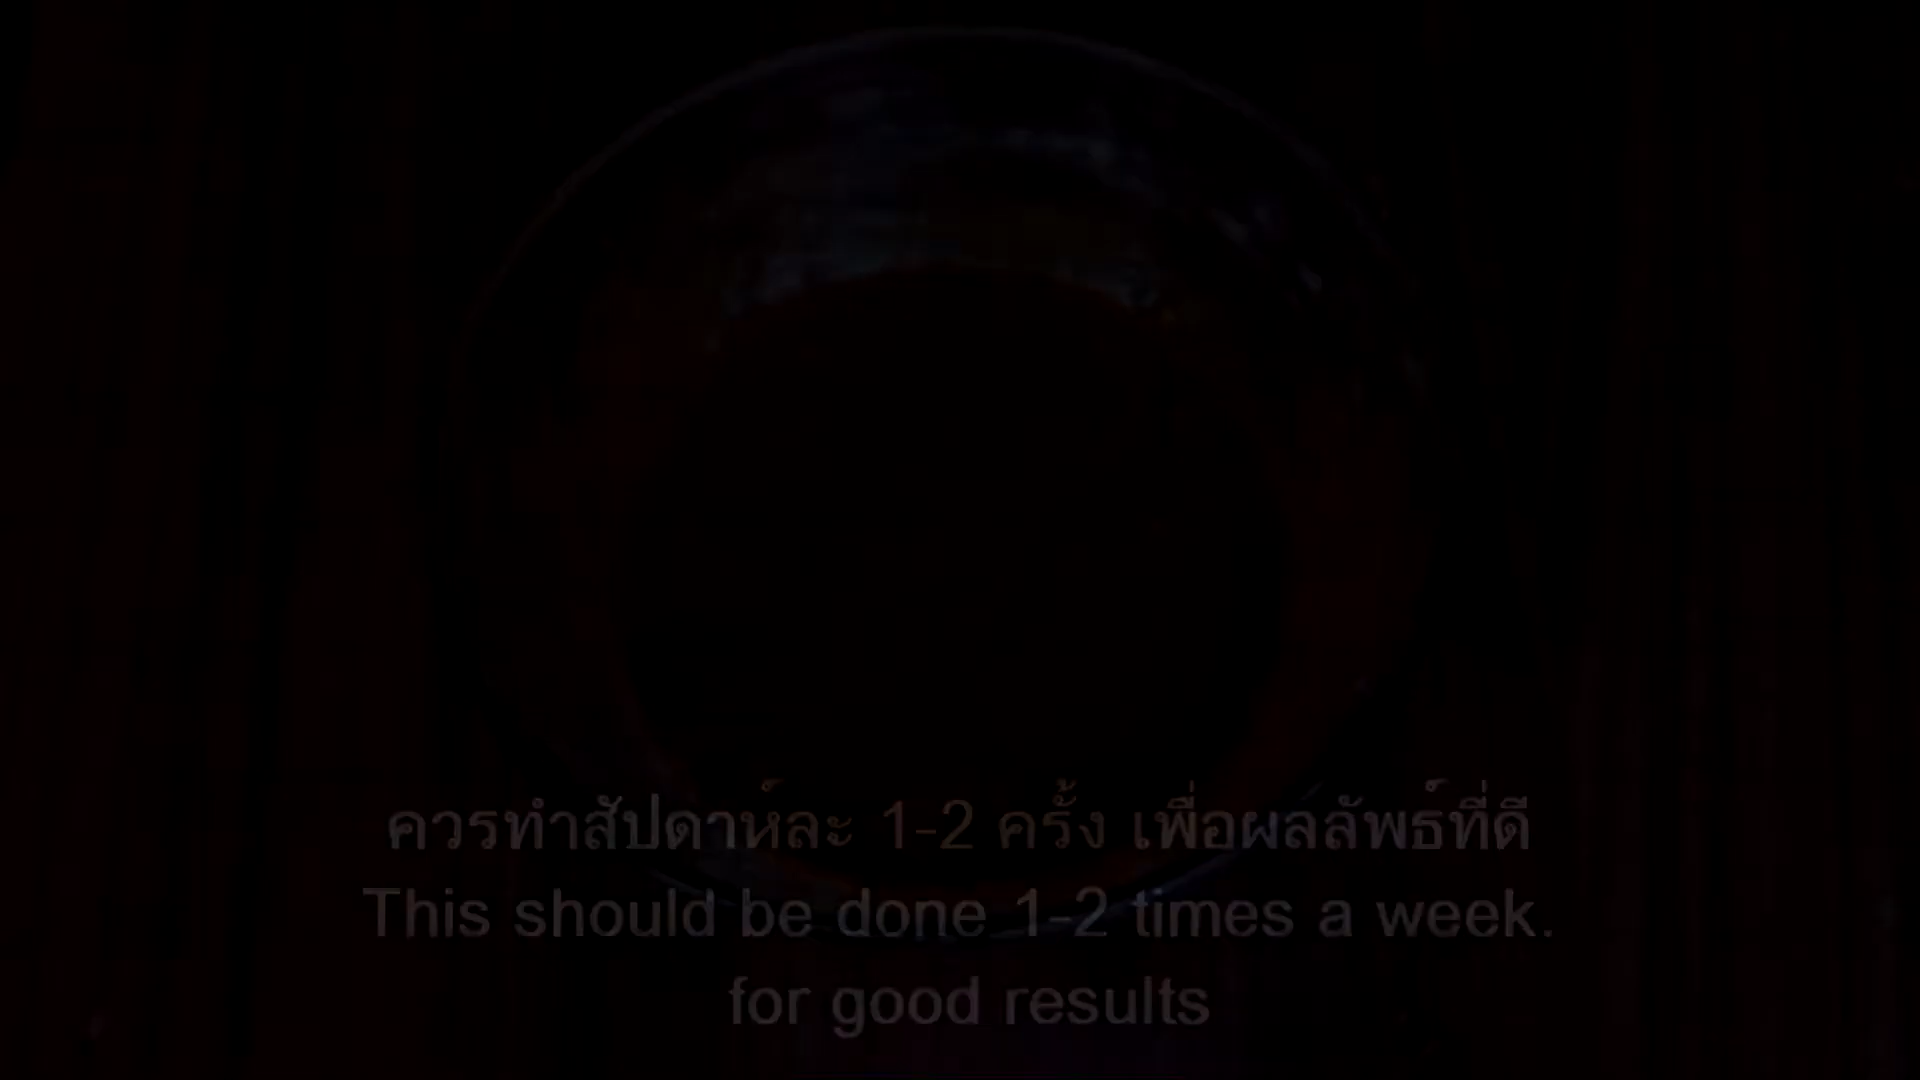 ควรทำสัปดาห์ละ 1-2 ครั้ง เพื่อผลลัพธ์ที่ดี
This should be done 1-2 times a week.
for good results